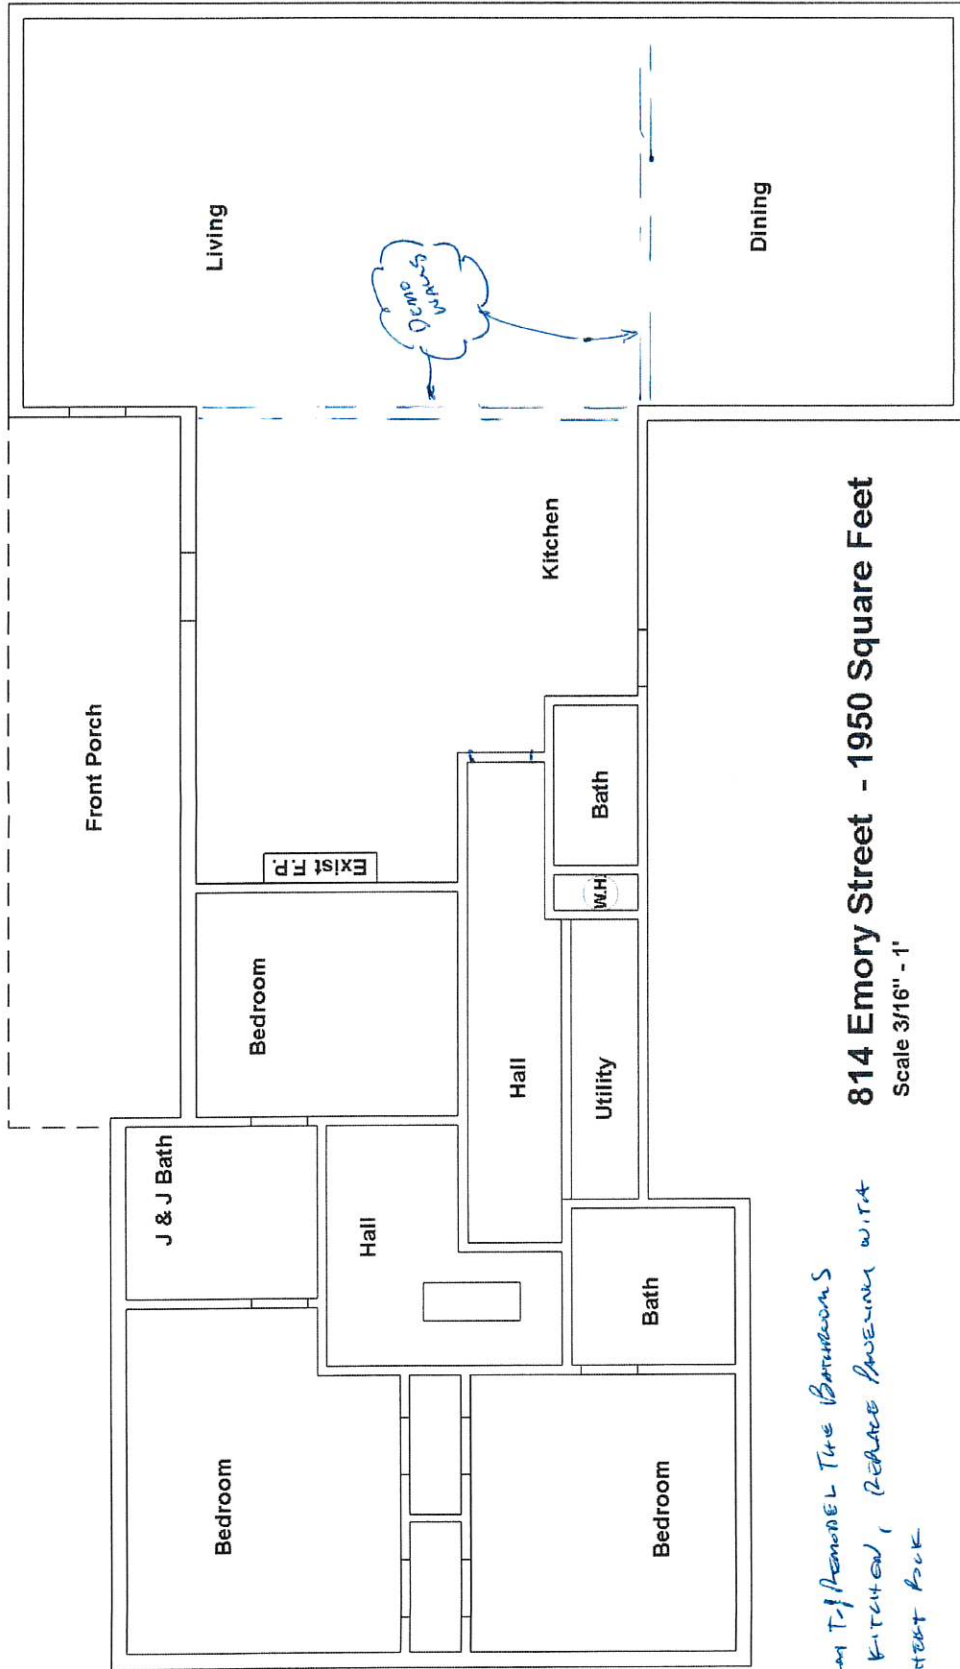 Living
DEMO
WALLS
Dining
Front Porch
Kitchen
Exist F.P.
Bath
W.H.
Bedroom
Hall
Utility
J & J Bath
Hall
Bath
Bedroom
Bedroom
814 Emory Street - 1950 Square Feet
Scale 3/16" - 1'
REMODEL THE BATHROOMS
KITCHEN, REPLACE PANELING WITH
ROCK